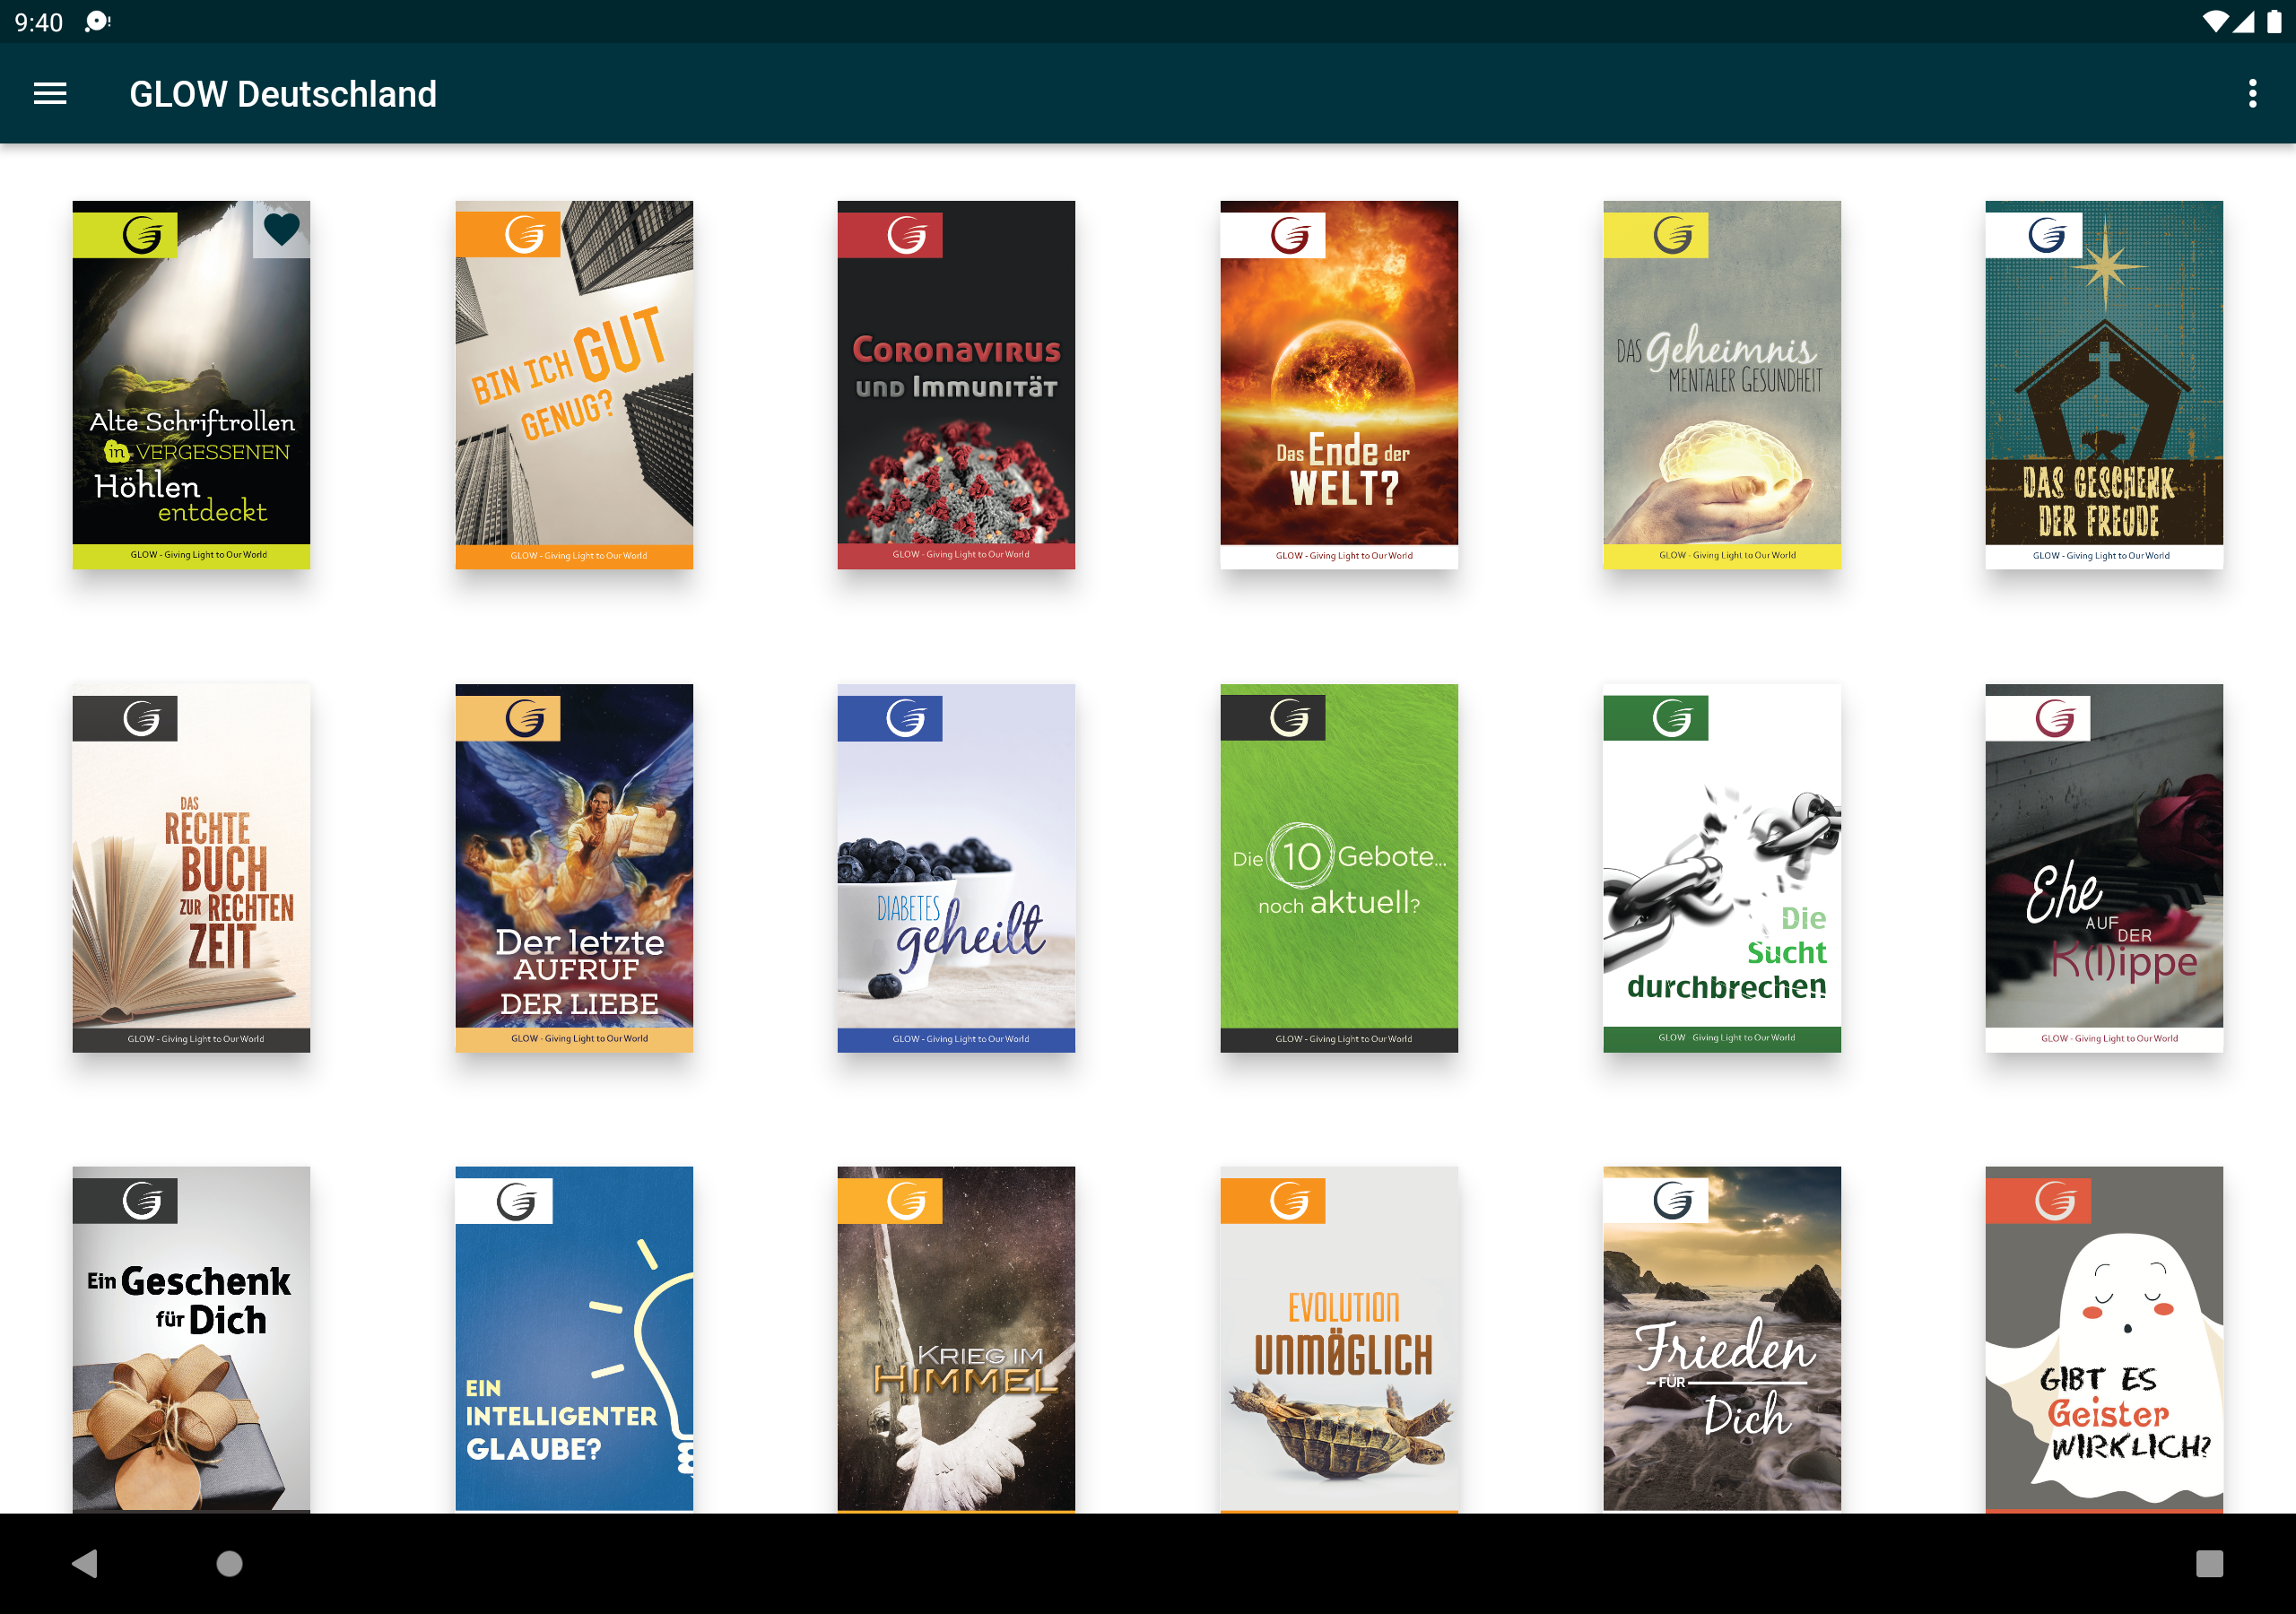 9:40
GLOW Deutschland
Alte Schriftrollen
in VERGESSENEN
Höhlen
entdeckt
GLOW - Giving Light to Our World
BIN ICH GUT
GENUG?
GLOW - Giving Light to Our World
CORONAVIRUS
UND IMMUNITÄT
GLOW - Giving Light to Our World
Das Ende der
WELT?
GLOW - Giving Light to Our World
DAS Geheimnis
MENTALER GESUNDHEIT
GLOW - Giving Light to Our World
DAS GESCHENK
DER FREUDE
GLOW - Giving Light to Our World
DAS
RECHTE
BUCH
ZUR RECHTEN
ZEIT
GLOW - Giving Light to Our World
Der letzte
AUFRUF
DER LIEBE
GLOW - Giving Light to Our World
DIABETES
geheilt
GLOW - Giving Light to Our World
Die 10 Gebote...
noch aktuell?
GLOW - Giving Light to Our World
Die
Sucht
durchbrechen
GLOW - Giving Light to Our World
Ehe
AUF
DER
K(l)ippe
GLOW - Giving Light to Our World
Ein Geschenk
für Dich
EIN
INTELLIGENTER
GLAUBE?
KRIEG IM
HIMMEL
EVOLUTION
UNMÖGLICH
Frieden
FÜR
Dich
GIBT ES
Geister
WIRKLICH?